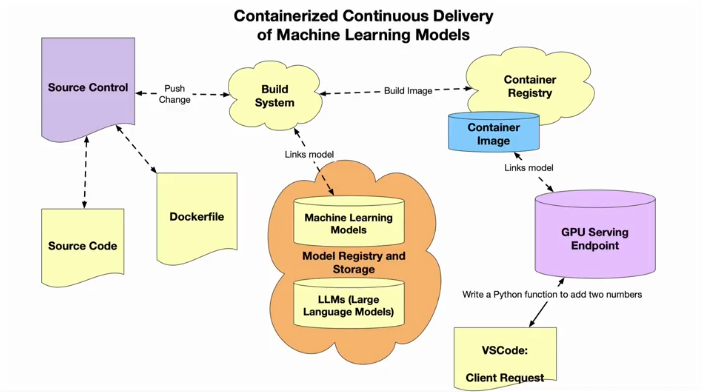 Containerized Continuous Delivery
of Machine Learning Models
Source Control
Push
Change
Build
System
Build Image
Container
Registry
Container
Image
Links model
Links model
Source Code
Dockerfile
Machine Learning
Models
Model Registry and
Storage
LLMs (Large
Language Models)
GPU Serving
Endpoint
Write a Python function to add two numbers
VSCode:
Client Request